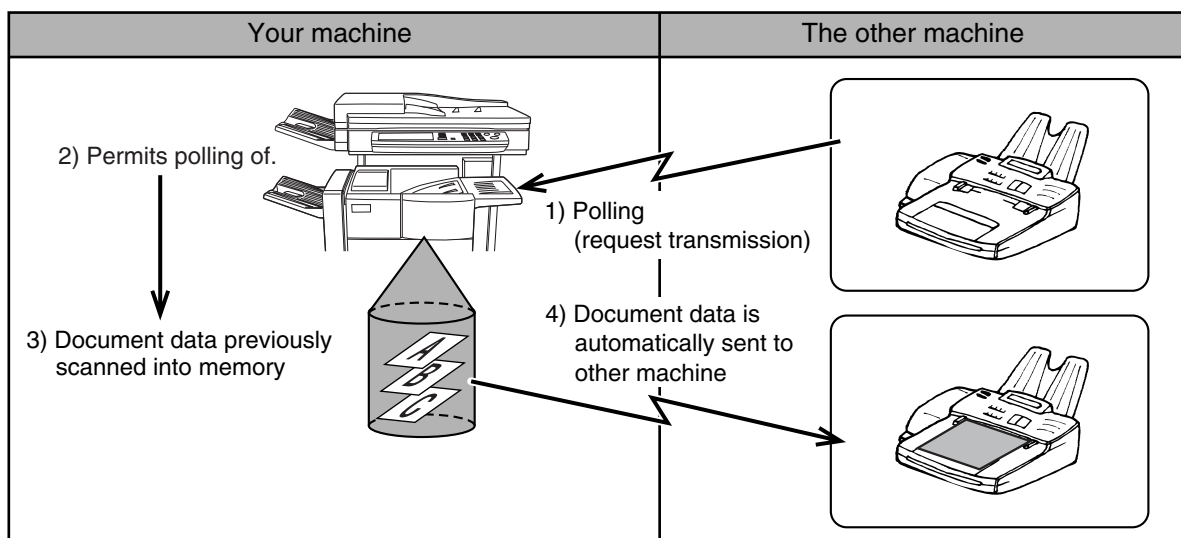 Your machine
The other machine
2) Permits polling of.
1) Polling
(request transmission)
3) Document data previously
scanned into memory
4) Document data is
automatically sent to
other machine
A
B
C